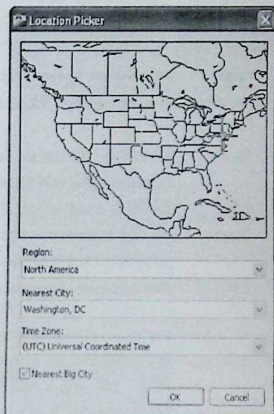 Location Picker
Region:
North America
Nearest City:
Washington, DC
Time Zone:
(UTC) Universal Coordinated Time
Nearest Big City
OK
Cancel